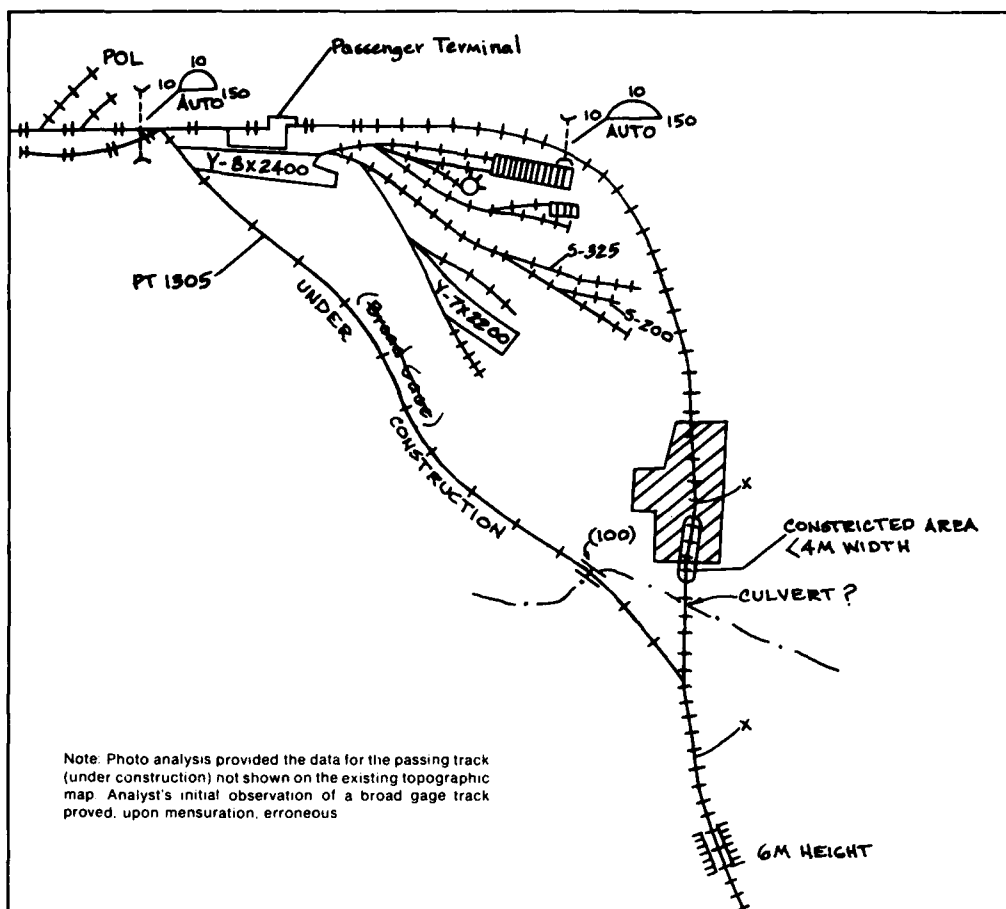 POL
10
10
AUTO
150
Passenger Terminal
10
10
AUTO
150
Y-8X2400
PT 1305
UNDER
(Broad Gage)
CONSTRUCTION
S-325
S-200
Y-7X2200
X
CONSTRICTED AREA
<4M WIDTH
(100)
CULVERT ?
X
Note: Photo analysis provided the data for the passing track
(under construction) not shown on the existing topographic
map. Analyst's initial observation of a broad gage track
proved, upon mensuration, erroneous
6M HEIGHT